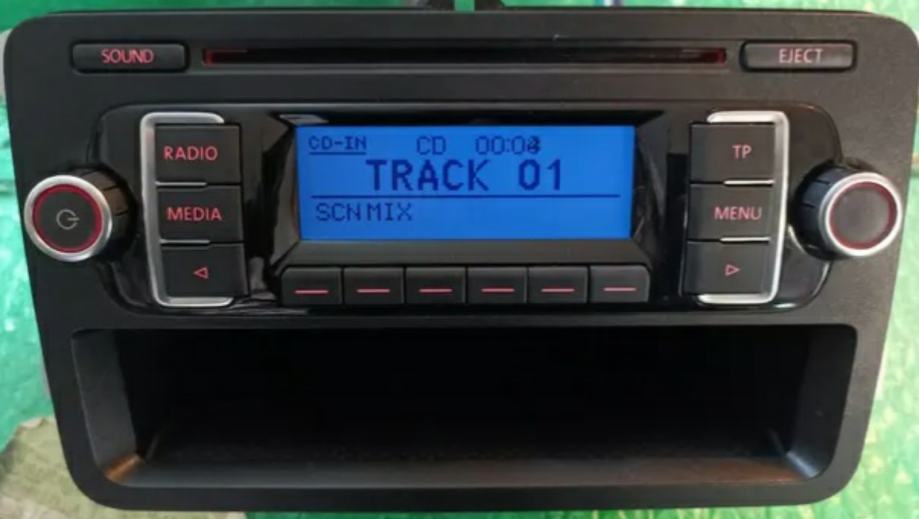 SOUND
EJECT
RADIO
CD-IN CD
TRACK 01
TP
MEDIA
SCN MIX
MENU